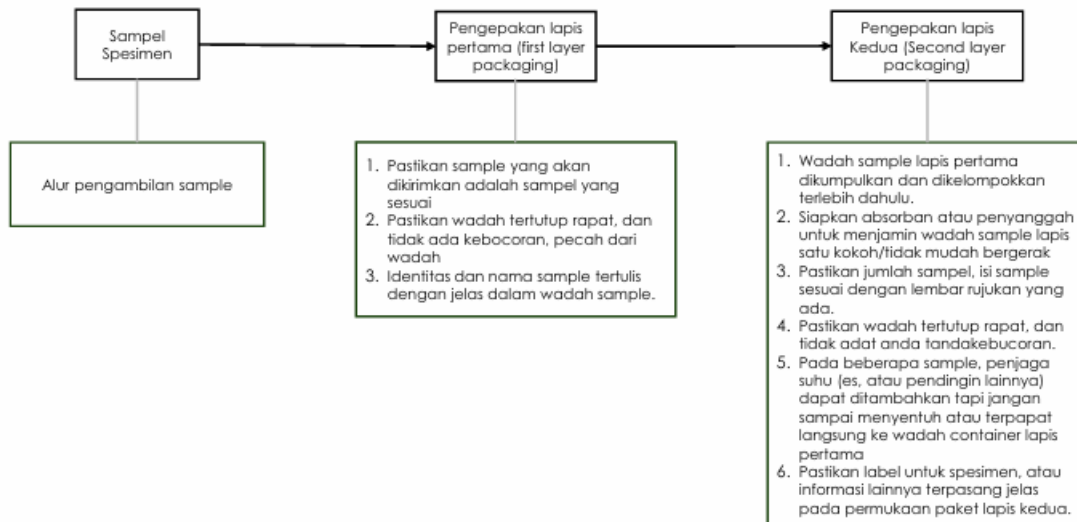 Sampel
Spesimen
Pengepakan lapis
pertama (first layer
packaging)
Pengepakan lapis
Kedua (Second layer
packaging)
Alur pengambilan sample
1. Pastikan sample yang akan
dikirimkan adalah sampel yang
sesuai
2. Pastikan wadah tertutup rapat, dan
tidak ada kebocoran, pecah dari
wadah
3. Identitas dan nama sample tertulis
dengan jelas dalam wadah sample.
1. Wadah sample lapis pertama
dikumpulkan dan dikelompokkan
terlebih dahulu.
2. Siapkan absorban atau penyanggah
untuk menjamin wadah sample lapis
satu kokoh/tidak mudah bergerak
3. Pastikan jumlah sampel, isi sample
sesuai dengan lembar rujukan yang
ada.
4. Pastikan wadah tertutup rapat, dan
tidak adat anda tandakebucoran.
5. Pada beberapa sample, penjaga
suhu (es, atau pendingin lainnya)
dapat ditambahkan tapi jangan
sampai menyentuh atau terpapat
langsung ke wadah container lapis
pertama
6. Pastikan label untuk spesimen, atau
informasi lainnya terpasang jelas
pada permukaan paket lapis kedua.